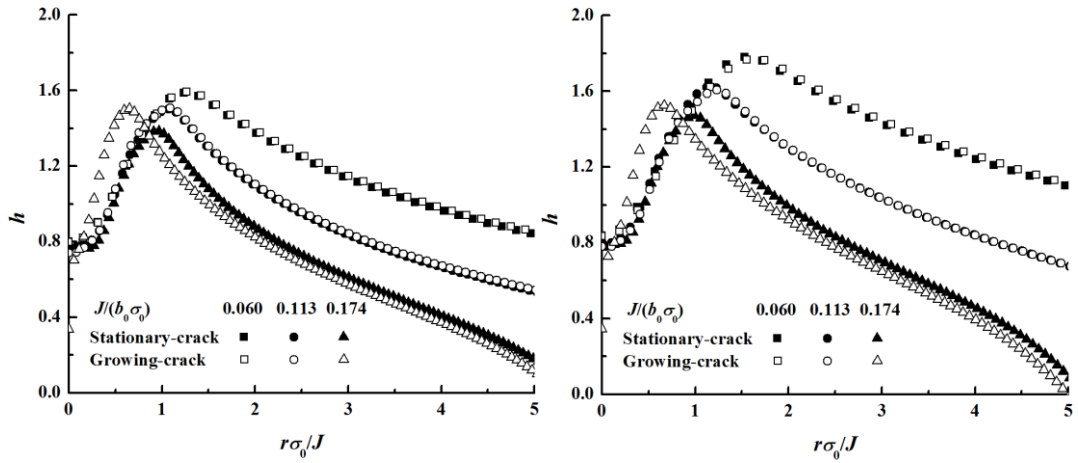 2.0
1.6
1.2
h
0.8
0.4
0.0
J/(b₀σ₀) 0.060 0.113 0.174
Stationary-crack
Growing-crack
0 1 2 3 4 5
rσ₀/J
2.0
1.6
1.2
h
0.8
0.4
0.0
J/(b₀σ₀) 0.060 0.113 0.174
Stationary-crack
Growing-crack
0 1 2 3 4 5
rσ₀/J